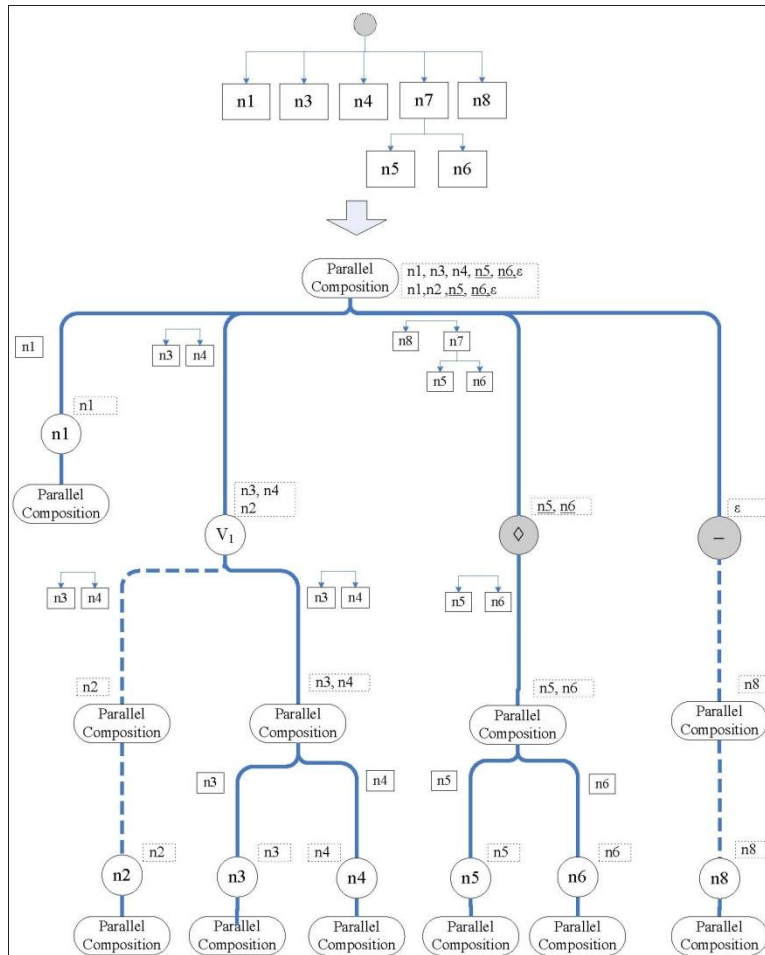 n1 n3 n4 n7 n8
n5 n6
Parallel
Composition
n1, n3, n4, n5, n6,ε
n1,n2 ,n5, n6,ε
n1
n3 n4
n8 n7
n5 n6
n1
n1
Parallel
Composition
n3, n4
n2
n5, n6
ε
V₁
◊
–
n3 n4
n3 n4
n5 n6
n2
n3, n4
n5, n6
n8
Parallel
Composition
Parallel
Composition
Parallel
Composition
Parallel
Composition
n3
n4
n5
n6
n2
n3
n4
n5
n6
n8
n2
n3
n4
n5
n6
n8
Parallel
Composition
Parallel
Composition
Parallel
Composition
Parallel
Composition
Parallel
Composition
Parallel
Composition